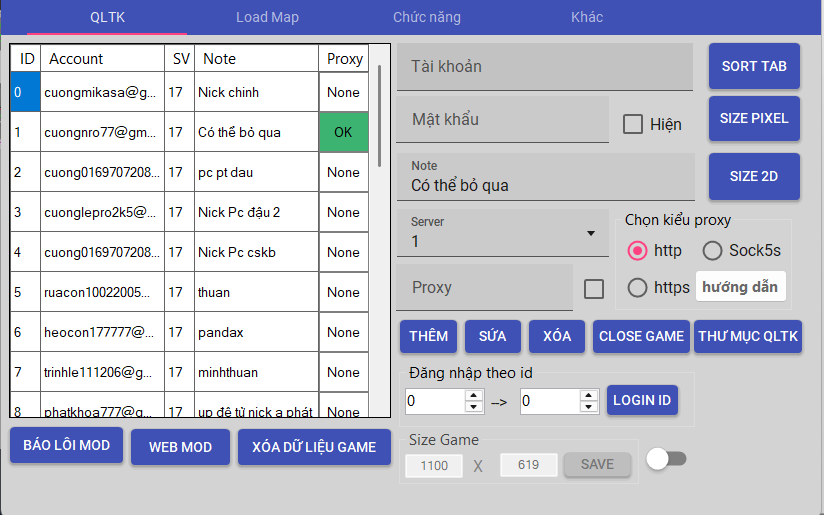 QLTK Load Map Chức năng Khác
ID Account SV Note Proxy
0 cuongmikasa@g... 17 Nick chinh None
1 cuongnro77@gm... 17 Có thể bỏ qua OK
2 cuong0169707208... 17 pc pt dau None
3 cuonglepro2k5@g... 17 Nick Pc đậu 2 None
4 cuong0169707208... 17 Nick Pc cskb None
5 ruacon10022005... 17 thuan None
6 heocon177777@... 17 pandax None
7 trinhle111206@g... 17 minhthuan None
8 phatkhoa777@g... 17 up đệ tử nick a phát None
BÁO LÔI MOD WEB MOD XÓA DỮ LIỆU GAME
Tài khoản SORT TAB
Mật khẩu Hiện SIZE PIXEL
Note
Có thể bỏ qua SIZE 2D
Server
1
Chọn kiểu proxy
http Sock5s
Proxy https hướng dẫn
THÊM SỬA XÓA CLOSE GAME THƯ MỤC QLTK
Đăng nhập theo id
0 --> 0 LOGIN ID
Size Game
1100 X 619 SAVE